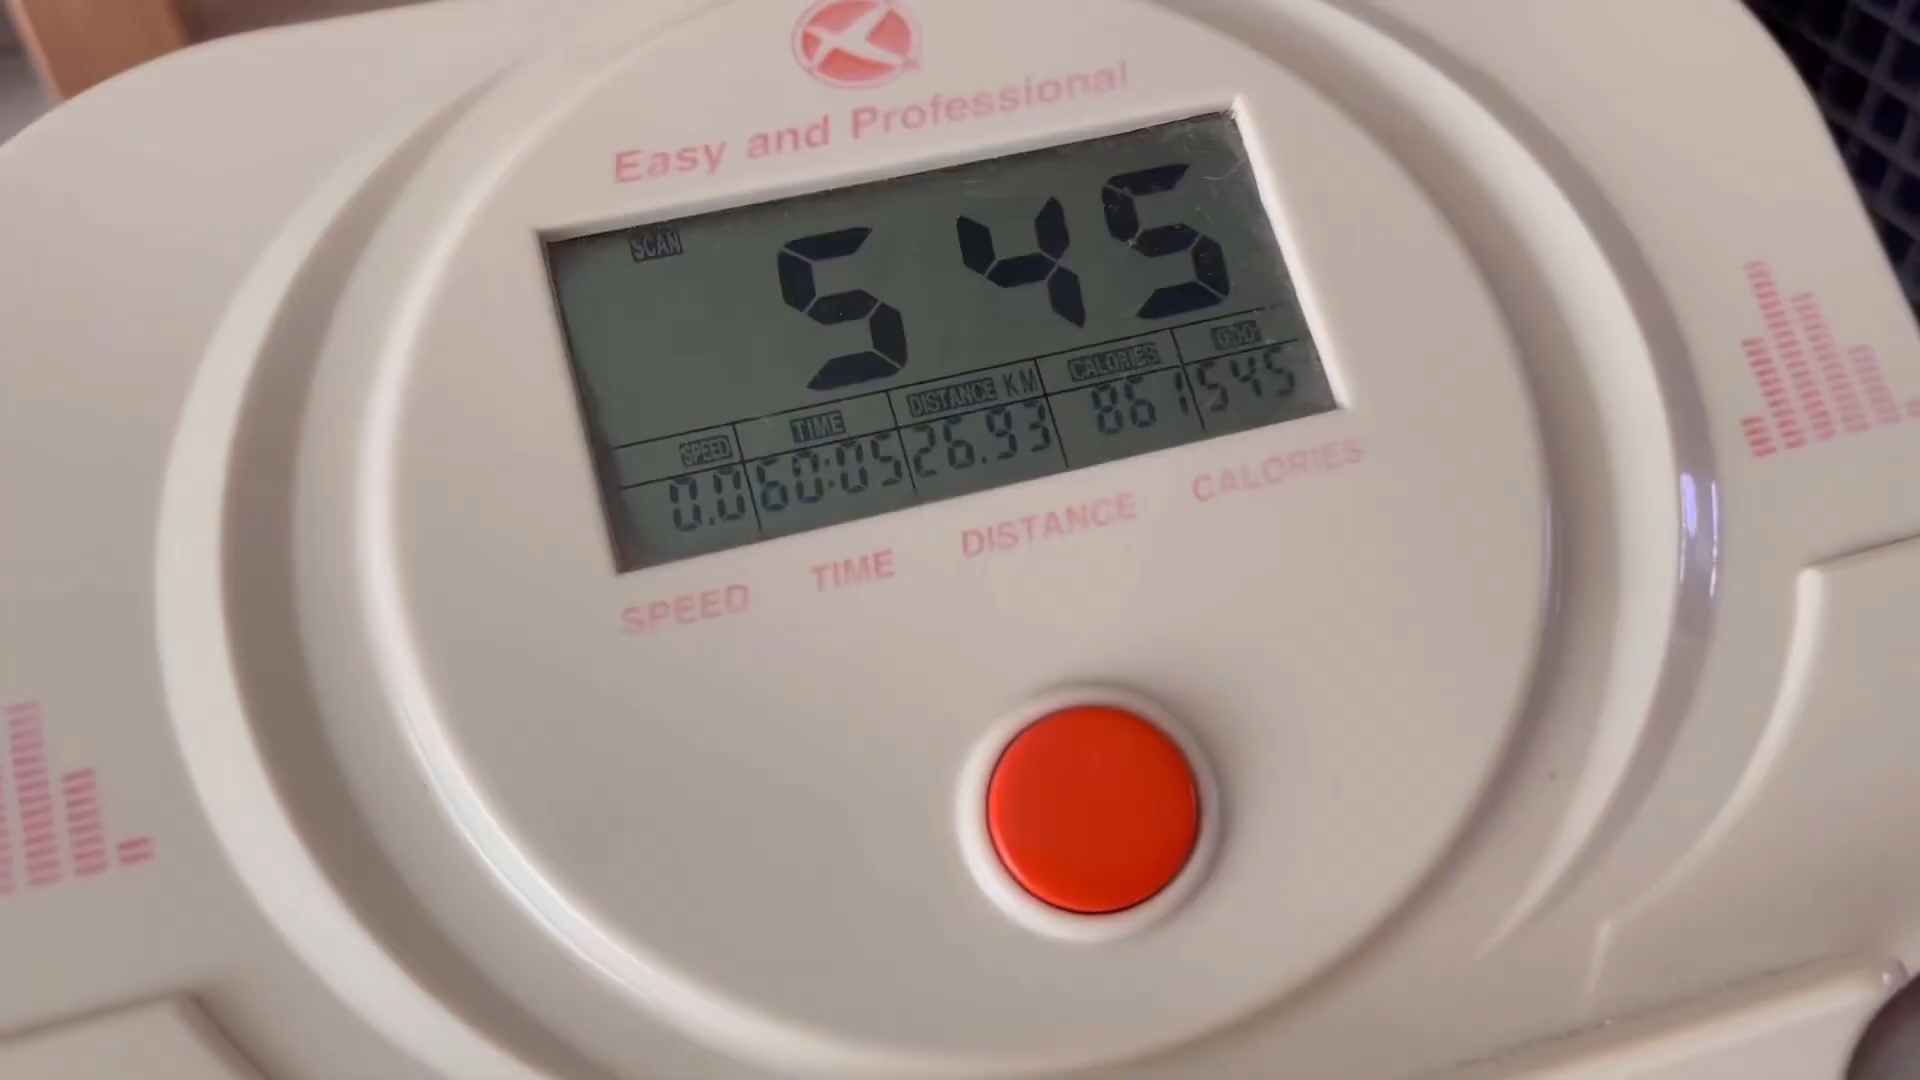 Easy and Professional
SCAN
545
SPEED TIME DISTANCE KM CALORIES ODO
0.0 60:05 26.93 861 545
SPEED TIME DISTANCE CALORIES